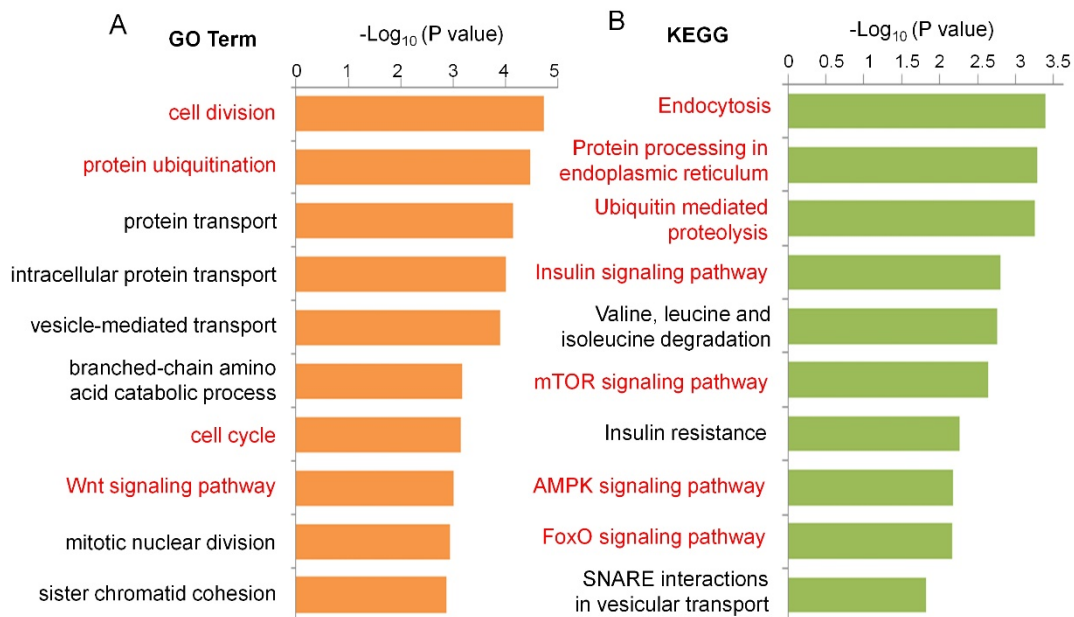 A
GO Term
-Log10 (P value)
0 1 2 3 4 5
cell division
protein ubiquitination
protein transport
intracellular protein transport
vesicle-mediated transport
branched-chain amino
acid catabolic process
cell cycle
Wnt signaling pathway
mitotic nuclear division
sister chromatid cohesion
B
KEGG
-Log10 (P value)
0 0.5 1 1.5 2 2.5 3 3.5
Endocytosis
Protein processing in
endoplasmic reticulum
Ubiquitin mediated
proteolysis
Insulin signaling pathway
Valine, leucine and
isoleucine degradation
mTOR signaling pathway
Insulin resistance
AMPK signaling pathway
FoxO signaling pathway
SNARE interactions
in vesicular transport